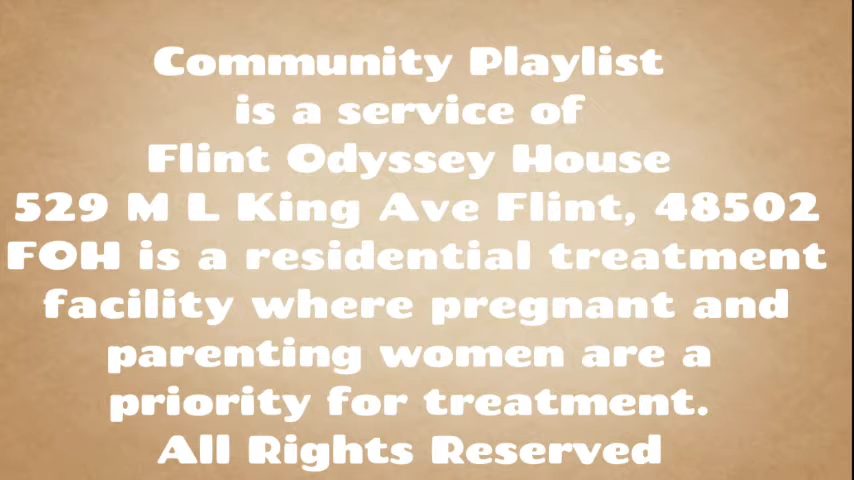 Community Playlist
is a service of
Flint Odyssey House
529 M L King Ave Flint, 48502
FOH is a residential treatment
facility where pregnant and
parenting women are a
priority for treatment.
All Rights Reserved